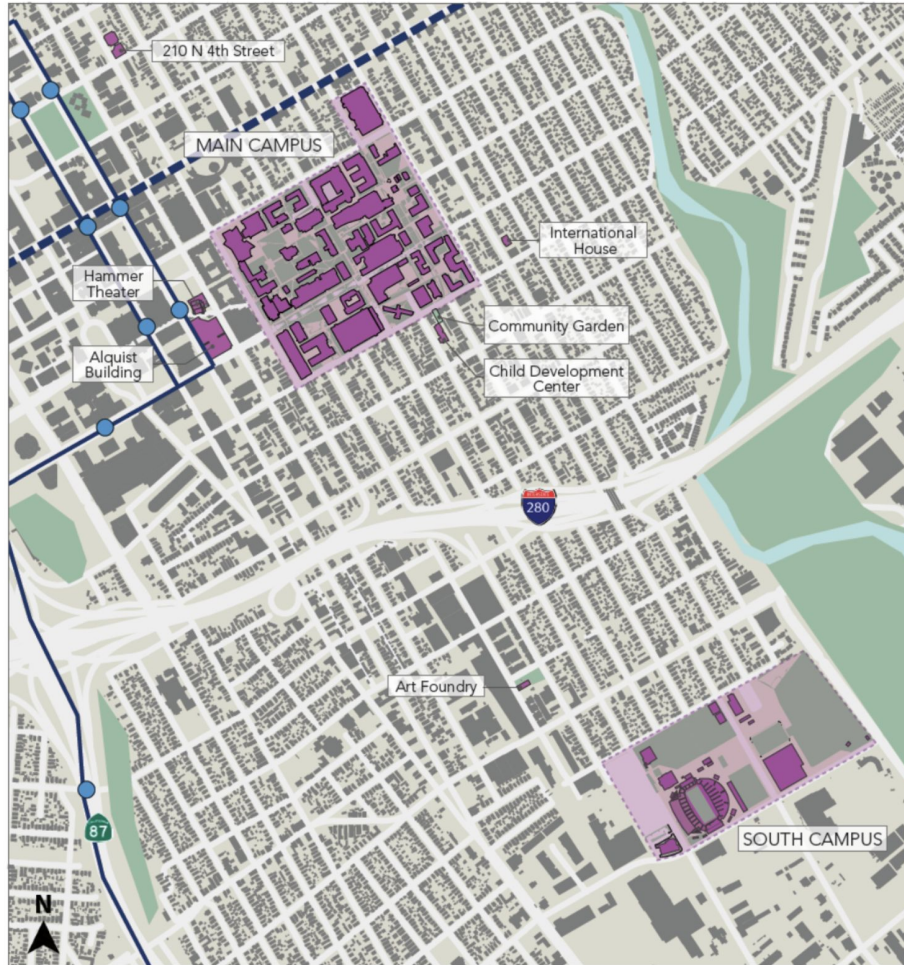 210 N 4th Street
MAIN CAMPUS
International
House
Hammer
Theater
Community Garden
Alquist
Building
Child Development
Center
280
Art Foundry
87
SOUTH CAMPUS
N